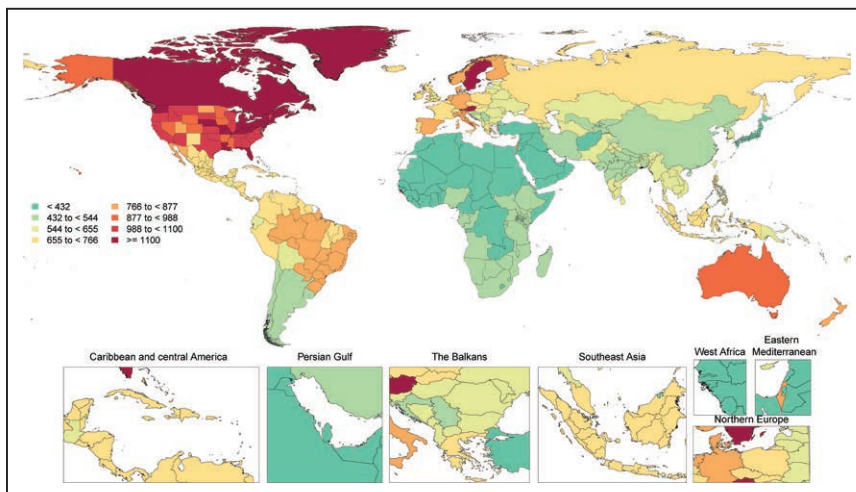 < 432
432 to < 544
544 to < 655
655 to < 766
766 to < 877
877 to < 988
988 to < 1100
>= 1100
Caribbean and central America
Persian Gulf
The Balkans
Southeast Asia
West Africa
Eastern
Mediterranean
Northern Europe